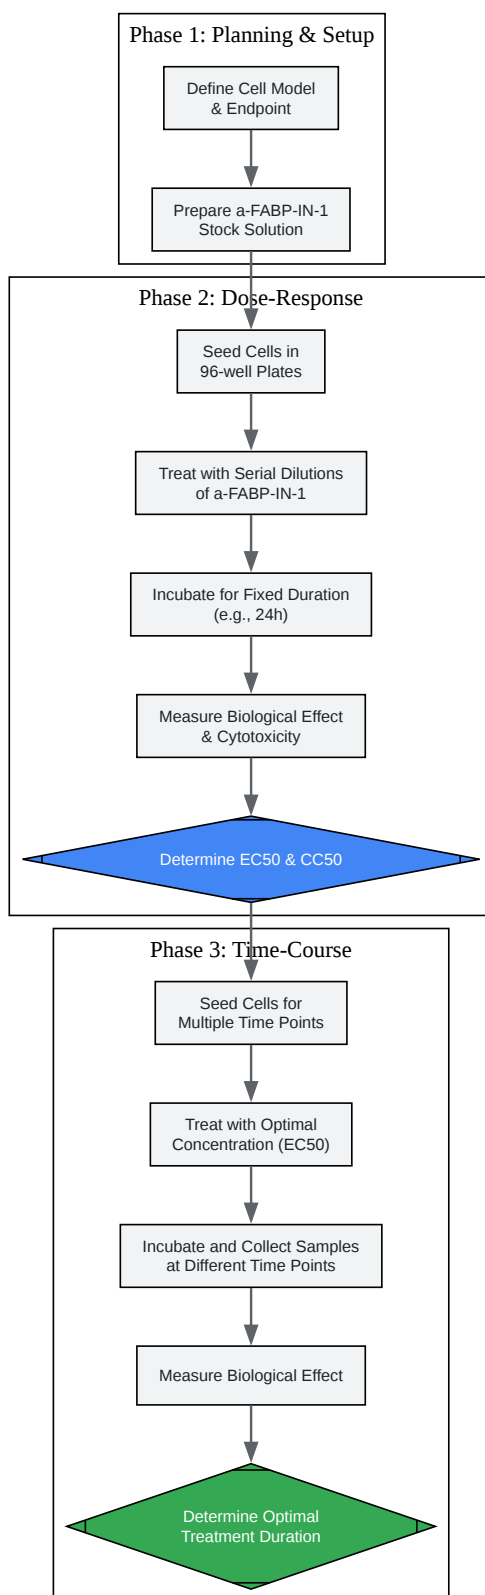 Phase 1: Planning & Setup
Define Cell Model
& Endpoint
Prepare a-FABP-IN-1
Stock Solution
Phase 2: Dose-Response
Seed Cells in
96-well Plates
Treat with Serial Dilutions
of a-FABP-IN-1
Incubate for Fixed Duration
(e.g., 24h)
Measure Biological Effect
& Cytotoxicity
Determine EC50 & CC50
Phase 3: Time-Course
Seed Cells for
Multiple Time Points
Treat with Optimal
Concentration (EC50)
Incubate and Collect Samples
at Different Time Points
Measure Biological Effect
Determine Optimal
Treatment Duration